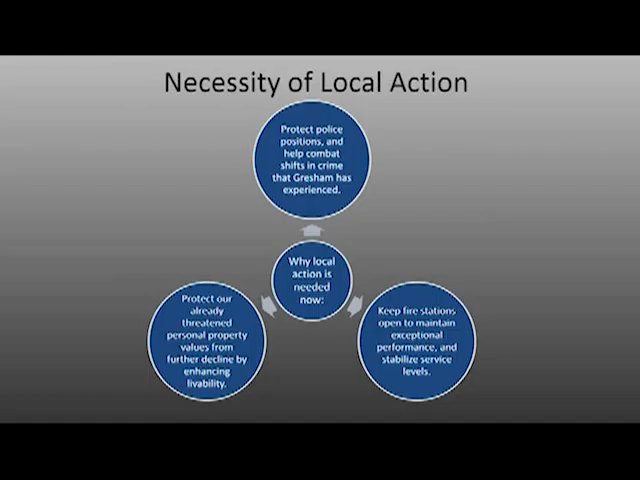 Necessity of Local Action
Protect police
positions, and
help combat
shifts in crime
that Gresham has
experienced.
Why local
action is
needed
now:
Protect our
already
threatened
personal property
values from
further decline by
enhancing
livability.
Keep fire stations
open to maintain
exceptional
performance, and
stabilize service
levels.